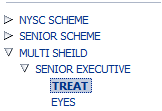 NYSC SCHEME
SENIOR SCHEME
MULTI SHEILD
SENIOR EXECUTIVE
TREAT
EYES